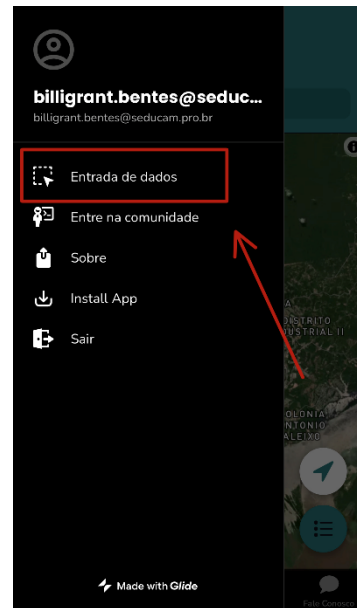 billigrant.bentes@seduc...
billigrant.bentes@seducam.pro.br
Entrada de dados
Entre na comunidade
Sobre
Install App
Sair
DISTRITO
INDUSTRIAL II
COLONIA
ANTONIO
ALEIXO
Made with Glide
Fale Conosco